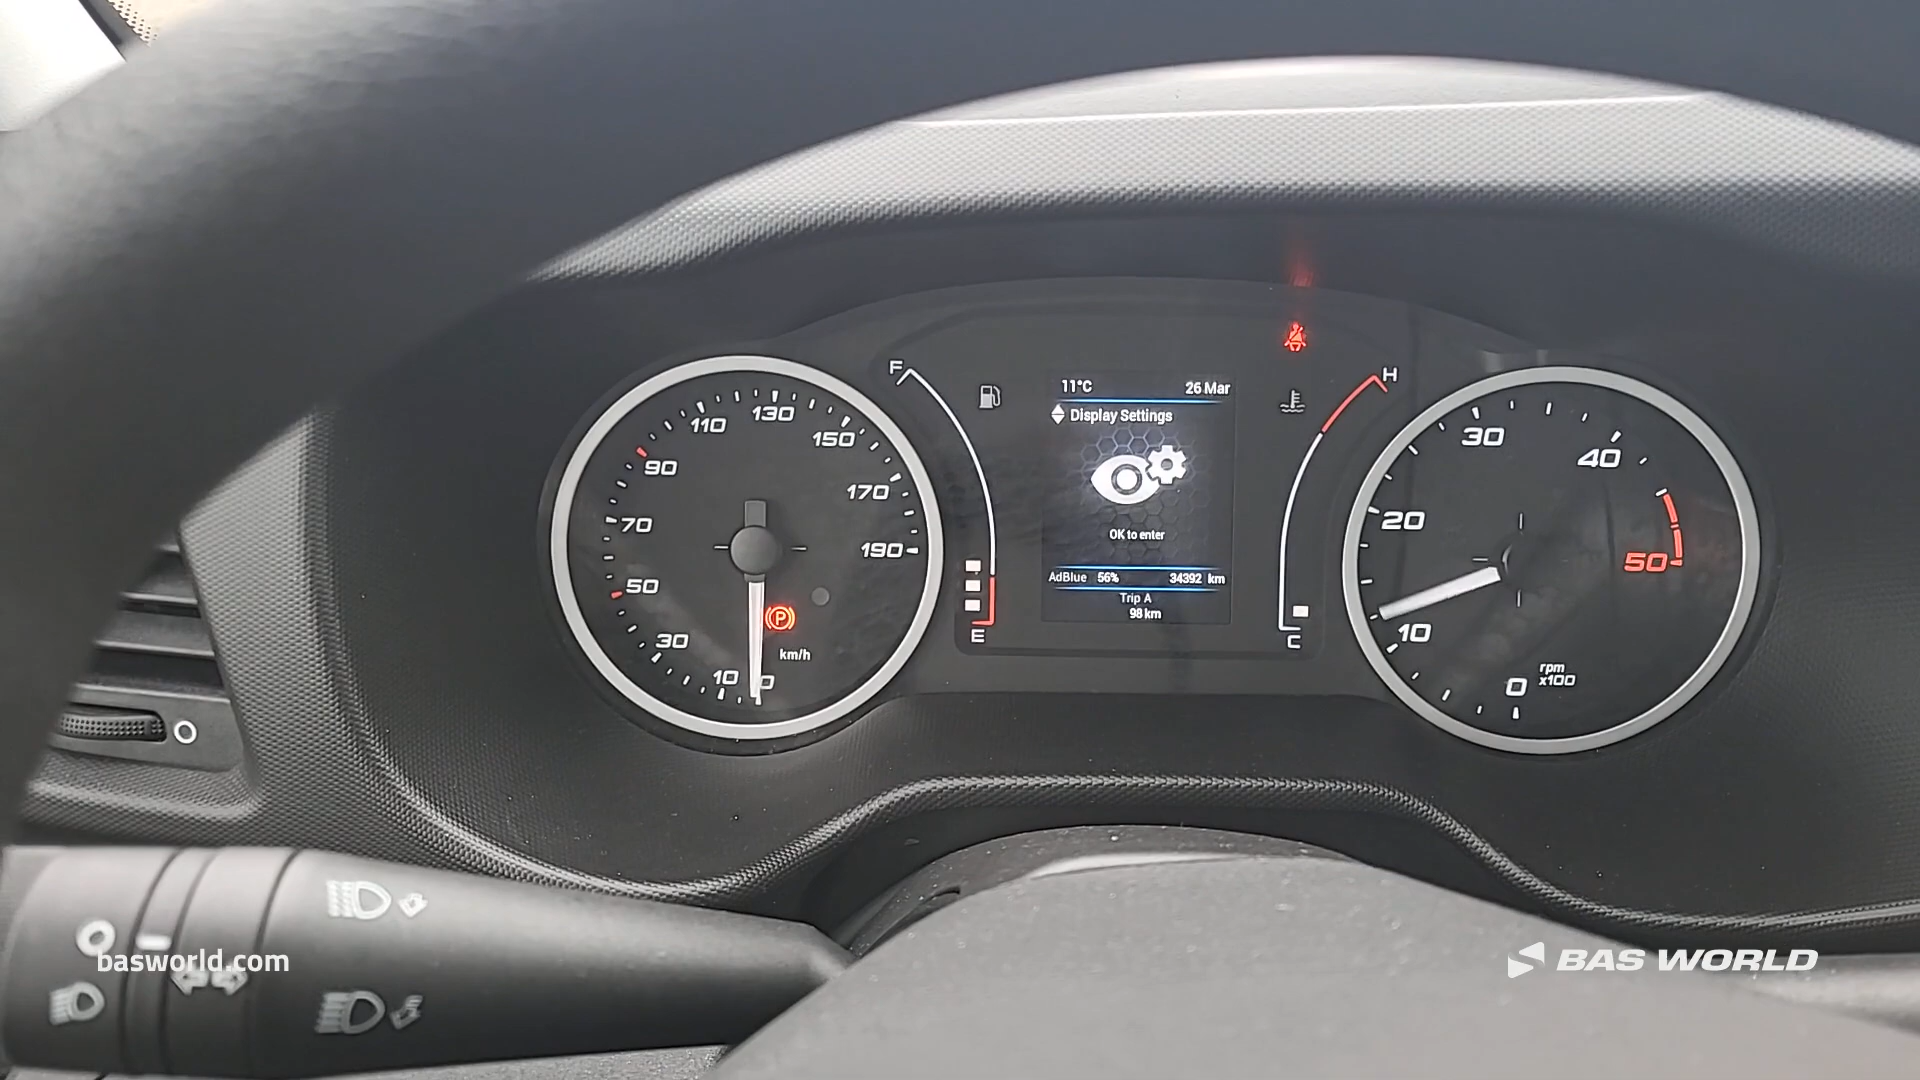 11°C 26 Mar
Display Settings
OK to enter
AdBlue 56% 34392 km
Trip A
98 km
F
E
H
C
0
10
30
50
70
90
110
130
150
170
190
km/h
P
0
10
20
30
40
50
rpm
x100
basworld.com
BAS WORLD